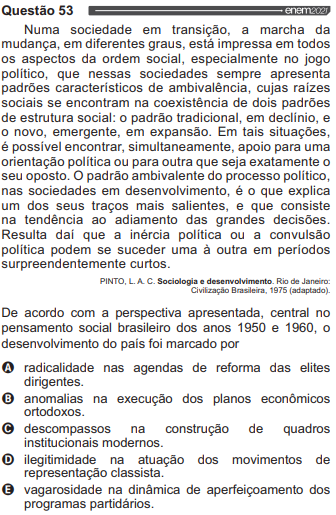 Questão 53 enem2021
Numa sociedade em transição, a marcha da
mudança, em diferentes graus, está impressa em todos
os aspectos da ordem social, especialmente no jogo
político, que nessas sociedades sempre apresenta
padrões característicos de ambivalência, cujas raízes
sociais se encontram na coexistência de dois padrões
de estrutura social: o padrão tradicional, em declínio, e
o novo, emergente, em expansão. Em tais situações,
é possível encontrar, simultaneamente, apoio para uma
orientação política ou para outra que seja exatamente o
seu oposto. O padrão ambivalente do processo político,
nas sociedades em desenvolvimento, é o que explica
um dos seus traços mais salientes, e que consiste
na tendência ao adiamento das grandes decisões.
Resulta daí que a inércia política ou a convulsão
política podem se suceder uma à outra em períodos
surpreendentemente curtos.
PINTO, L. A. C. Sociologia e desenvolvimento. Rio de Janeiro:
Civilização Brasileira, 1975 (adaptado).
De acordo com a perspectiva apresentada, central no
pensamento social brasileiro dos anos 1950 e 1960, o
desenvolvimento do país foi marcado por
A radicalidade nas agendas de reforma das elites
dirigentes.
B anomalias na execução dos planos econômicos
ortodoxos.
C descompassos na construção de quadros
institucionais modernos.
D ilegitimidade na atuação dos movimentos de
representação classista.
E vagarosidade na dinâmica de aperfeiçoamento dos
programas partidários.